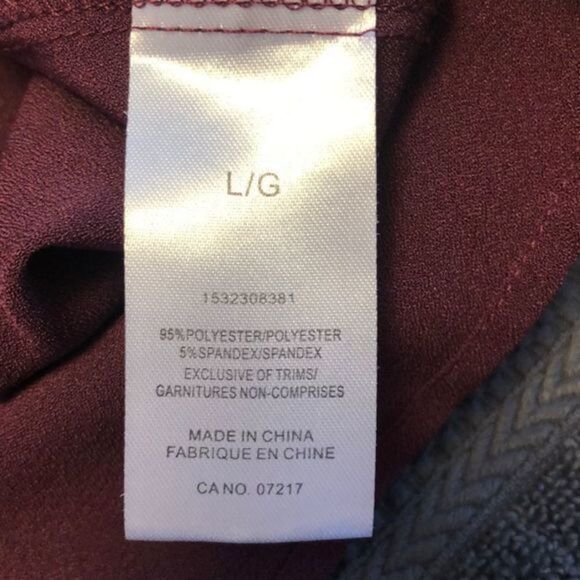 L/G
1532308381
95%POLYESTER/POLYESTER
5%SPANDEX/SPANDEX
EXCLUSIVE OF TRIMS/
GARNITURES NON-COMPRISES
MADE IN CHINA
FABRIQUE EN CHINE
CA NO. 07217